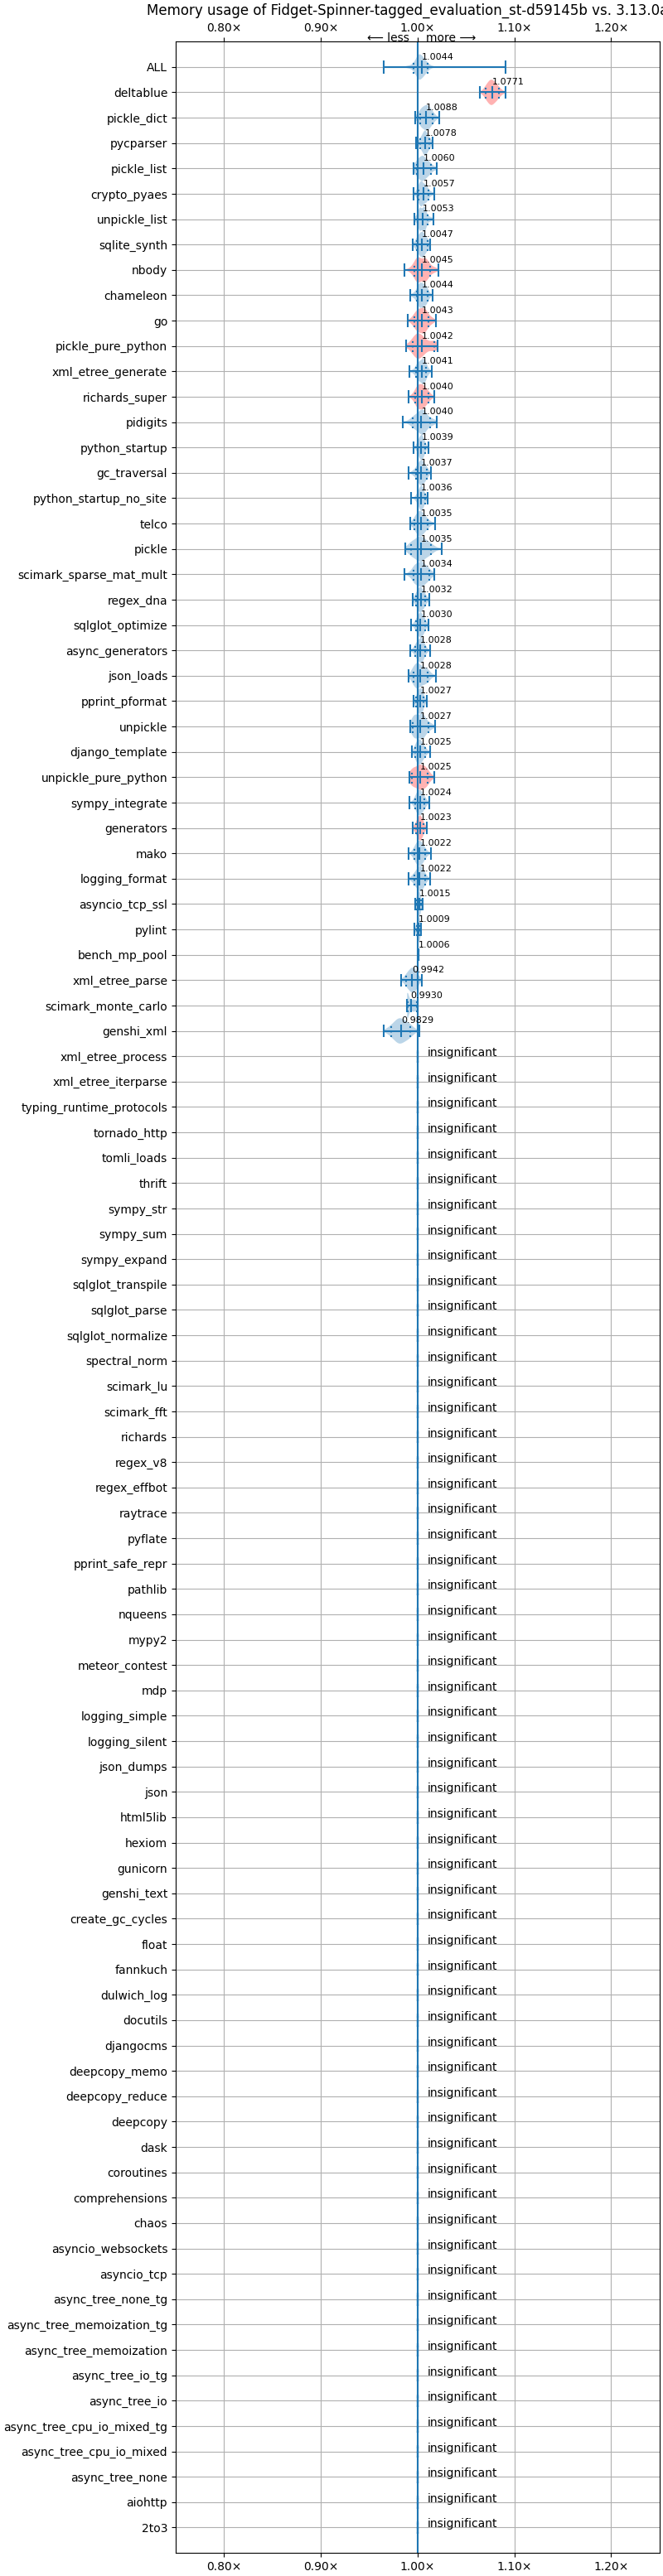 Memory usage of Fidget-Spinner-tagged_evaluation_st-d59145b vs. 3.13.0a
0.80× 0.90× 1.00× 1.10× 1.20×
⟵ less more ⟶
ALL 1.0044
deltablue 1.0771
pickle_dict 1.0088
pycparser 1.0078
pickle_list 1.0060
crypto_pyaes 1.0057
unpickle_list 1.0053
sqlite_synth 1.0047
nbody 1.0045
chameleon 1.0044
go 1.0043
pickle_pure_python 1.0042
xml_etree_generate 1.0041
richards_super 1.0040
pidigits 1.0040
python_startup 1.0039
gc_traversal 1.0037
python_startup_no_site 1.0036
telco 1.0035
pickle 1.0035
scimark_sparse_mat_mult 1.0034
regex_dna 1.0032
sqlglot_optimize 1.0030
async_generators 1.0028
json_loads 1.0028
pprint_pformat 1.0027
unpickle 1.0027
django_template 1.0025
unpickle_pure_python 1.0025
sympy_integrate 1.0024
generators 1.0023
mako 1.0022
logging_format 1.0022
asyncio_tcp_ssl 1.0015
pylint 1.0009
bench_mp_pool 1.0006
xml_etree_parse 0.9942
scimark_monte_carlo 0.9930
genshi_xml 0.9829
xml_etree_process insignificant
xml_etree_iterparse insignificant
typing_runtime_protocols insignificant
tornado_http insignificant
tomli_loads insignificant
thrift insignificant
sympy_str insignificant
sympy_sum insignificant
sympy_expand insignificant
sqlglot_transpile insignificant
sqlglot_parse insignificant
sqlglot_normalize insignificant
spectral_norm insignificant
scimark_lu insignificant
scimark_fft insignificant
richards insignificant
regex_v8 insignificant
regex_effbot insignificant
raytrace insignificant
pyflate insignificant
pprint_safe_repr insignificant
pathlib insignificant
nqueens insignificant
mypy2 insignificant
meteor_contest insignificant
mdp insignificant
logging_simple insignificant
logging_silent insignificant
json_dumps insignificant
json insignificant
html5lib insignificant
hexiom insignificant
gunicorn insignificant
genshi_text insignificant
create_gc_cycles insignificant
float insignificant
fannkuch insignificant
dulwich_log insignificant
docutils insignificant
djangocms insignificant
deepcopy_memo insignificant
deepcopy_reduce insignificant
deepcopy insignificant
dask insignificant
coroutines insignificant
comprehensions insignificant
chaos insignificant
asyncio_websockets insignificant
asyncio_tcp insignificant
async_tree_none_tg insignificant
async_tree_memoization_tg insignificant
async_tree_memoization insignificant
async_tree_io_tg insignificant
async_tree_io insignificant
async_tree_cpu_io_mixed_tg insignificant
async_tree_cpu_io_mixed insignificant
async_tree_none insignificant
aiohttp insignificant
2to3 insignificant
0.80× 0.90× 1.00× 1.10× 1.20×